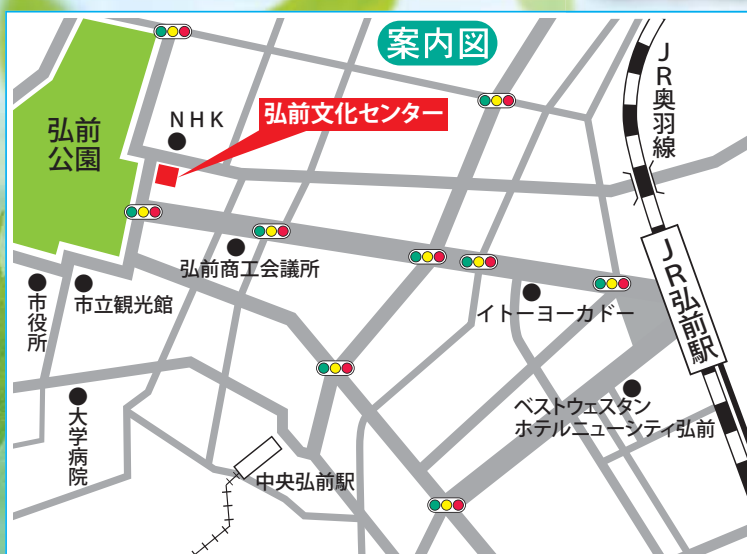 案内図
JR奥羽線
弘前
公園
NHK
弘前文化センター
弘前商工会議所
市役所
市立観光館
イトーヨーカドー
JR弘前駅
大学病院
中央弘前駅
ベストウェスタン
ホテルニューシティ弘前